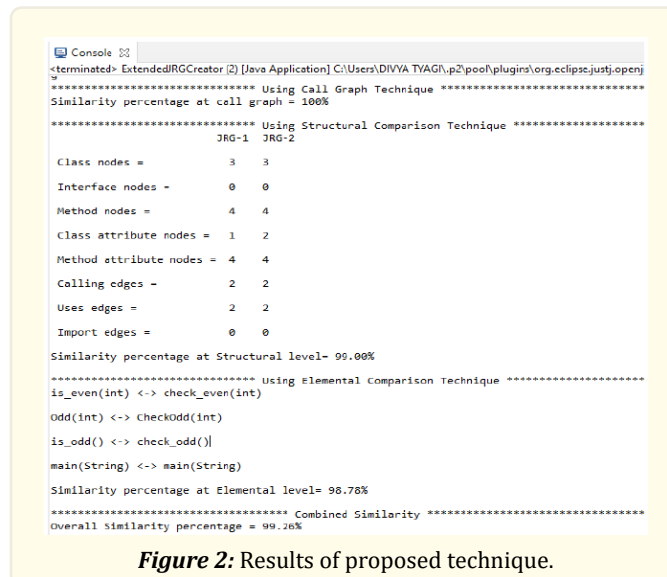 Console
<terminated> ExtendedJRGCreator (2) [Java Application] C:\Users\DIVYA TYAGI\.p2\pool\plugins\org.eclipse.justj.openj
******************************* Using Call Graph Technique *******************************
Similarity percentage at call graph = 100%
******************************* Using Structural Comparison Technique ********************
JRG-1 JRG-2
Class nodes = 3 3
Interface nodes = 0 0
Method nodes = 4 4
Class attribute nodes = 1 2
Method attribute nodes = 4 4
Calling edges = 2 2
Uses edges = 2 2
Import edges = 0 0
Similarity percentage at Structural level= 99.00%
******************************* Using Elemental Comparison Technique *********************
is_even(int) <-> check_even(int)
Odd(int) <-> CheckOdd(int)
is_odd() <-> check_odd()
main(String) <-> main(String)
Similarity percentage at Elemental level= 98.78%
************************************ Combined Similarity *********************************
Overall Similarity percentage = 99.26%
Figure 2: Results of proposed technique.